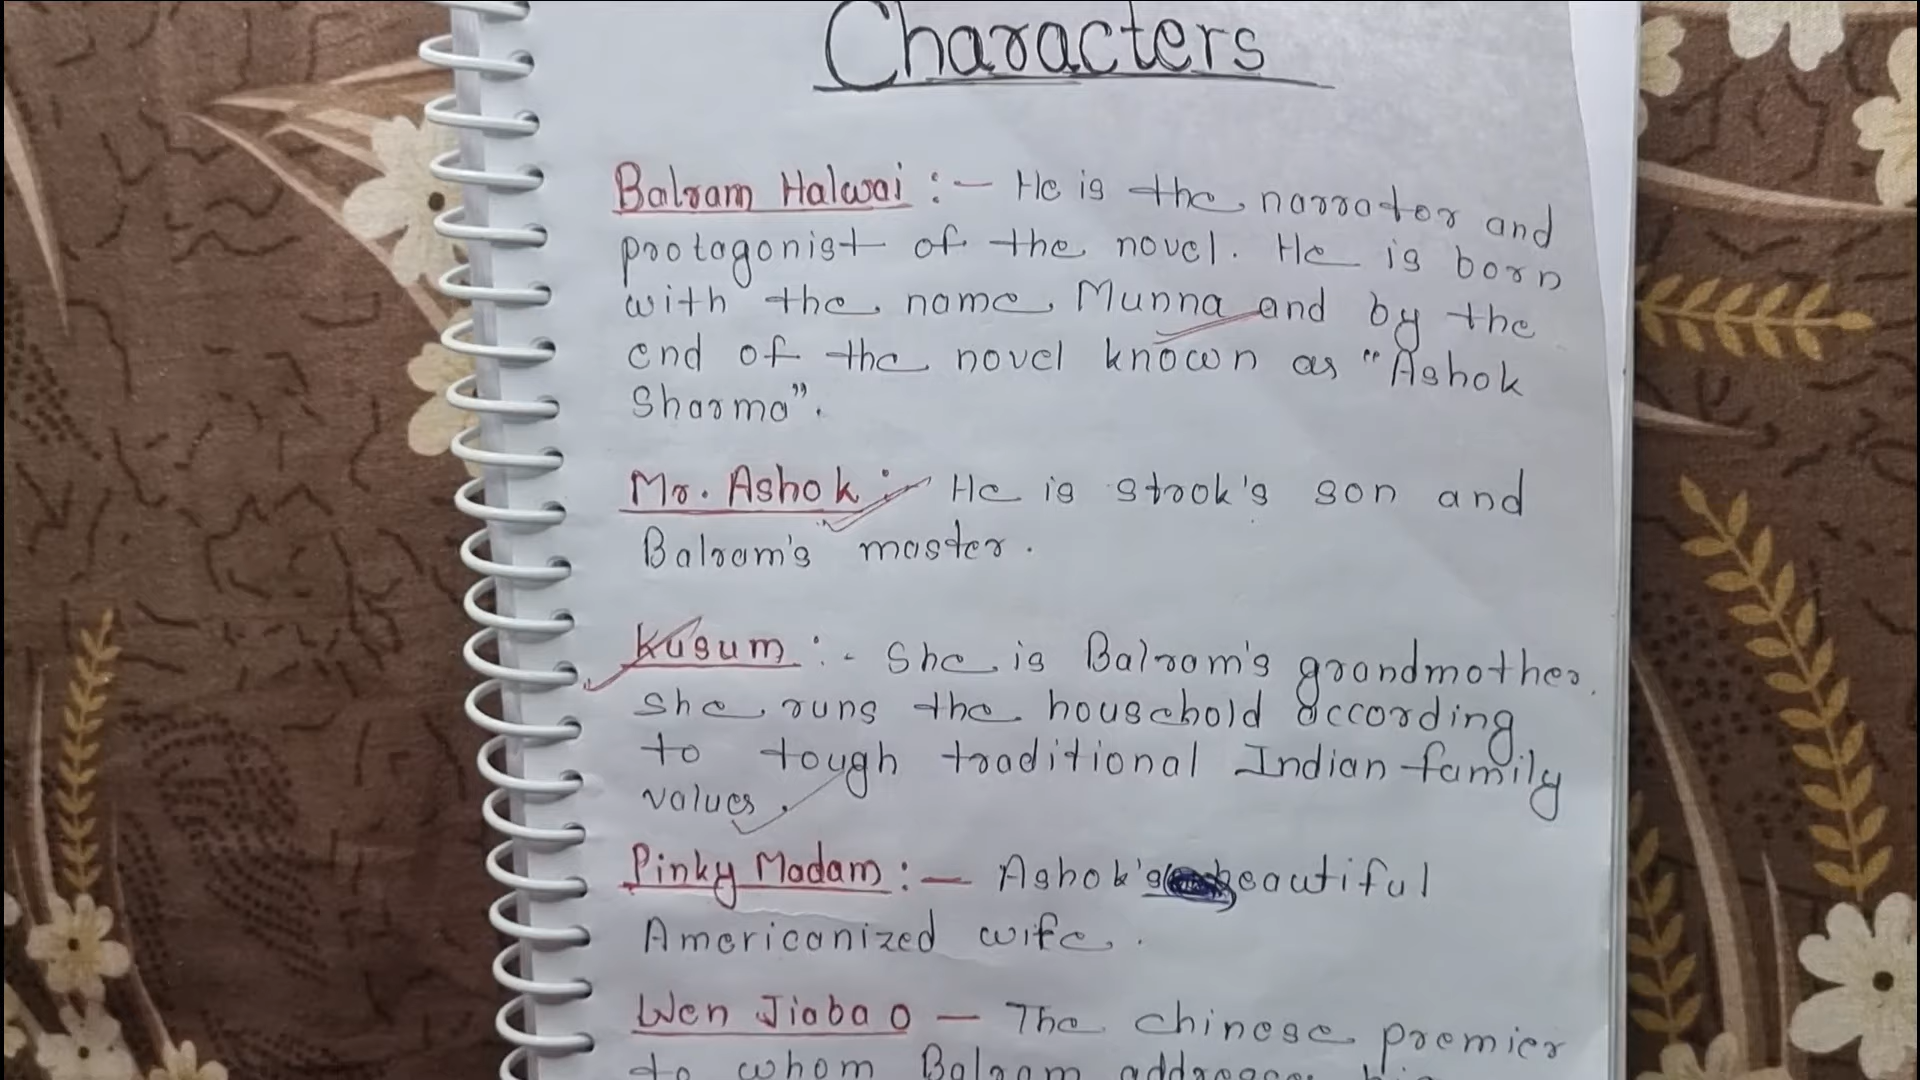 Characters
Balram Halwai :- He is the narrator and
protagonist of the novel. He is born
with the name Munna and by the
end of the novel known as "Ashok
Sharma".
Mr. Ashok :- He is strok's son and
Balram's master.
Kusum :- She is Balram's grandmother.
she runs the household according
to tough traditional Indian family
values.
Pinky Madam :- Ashok's beautiful
Americanized wife.
Wen Jiabao - The chinese premier
to whom Balram addresses his